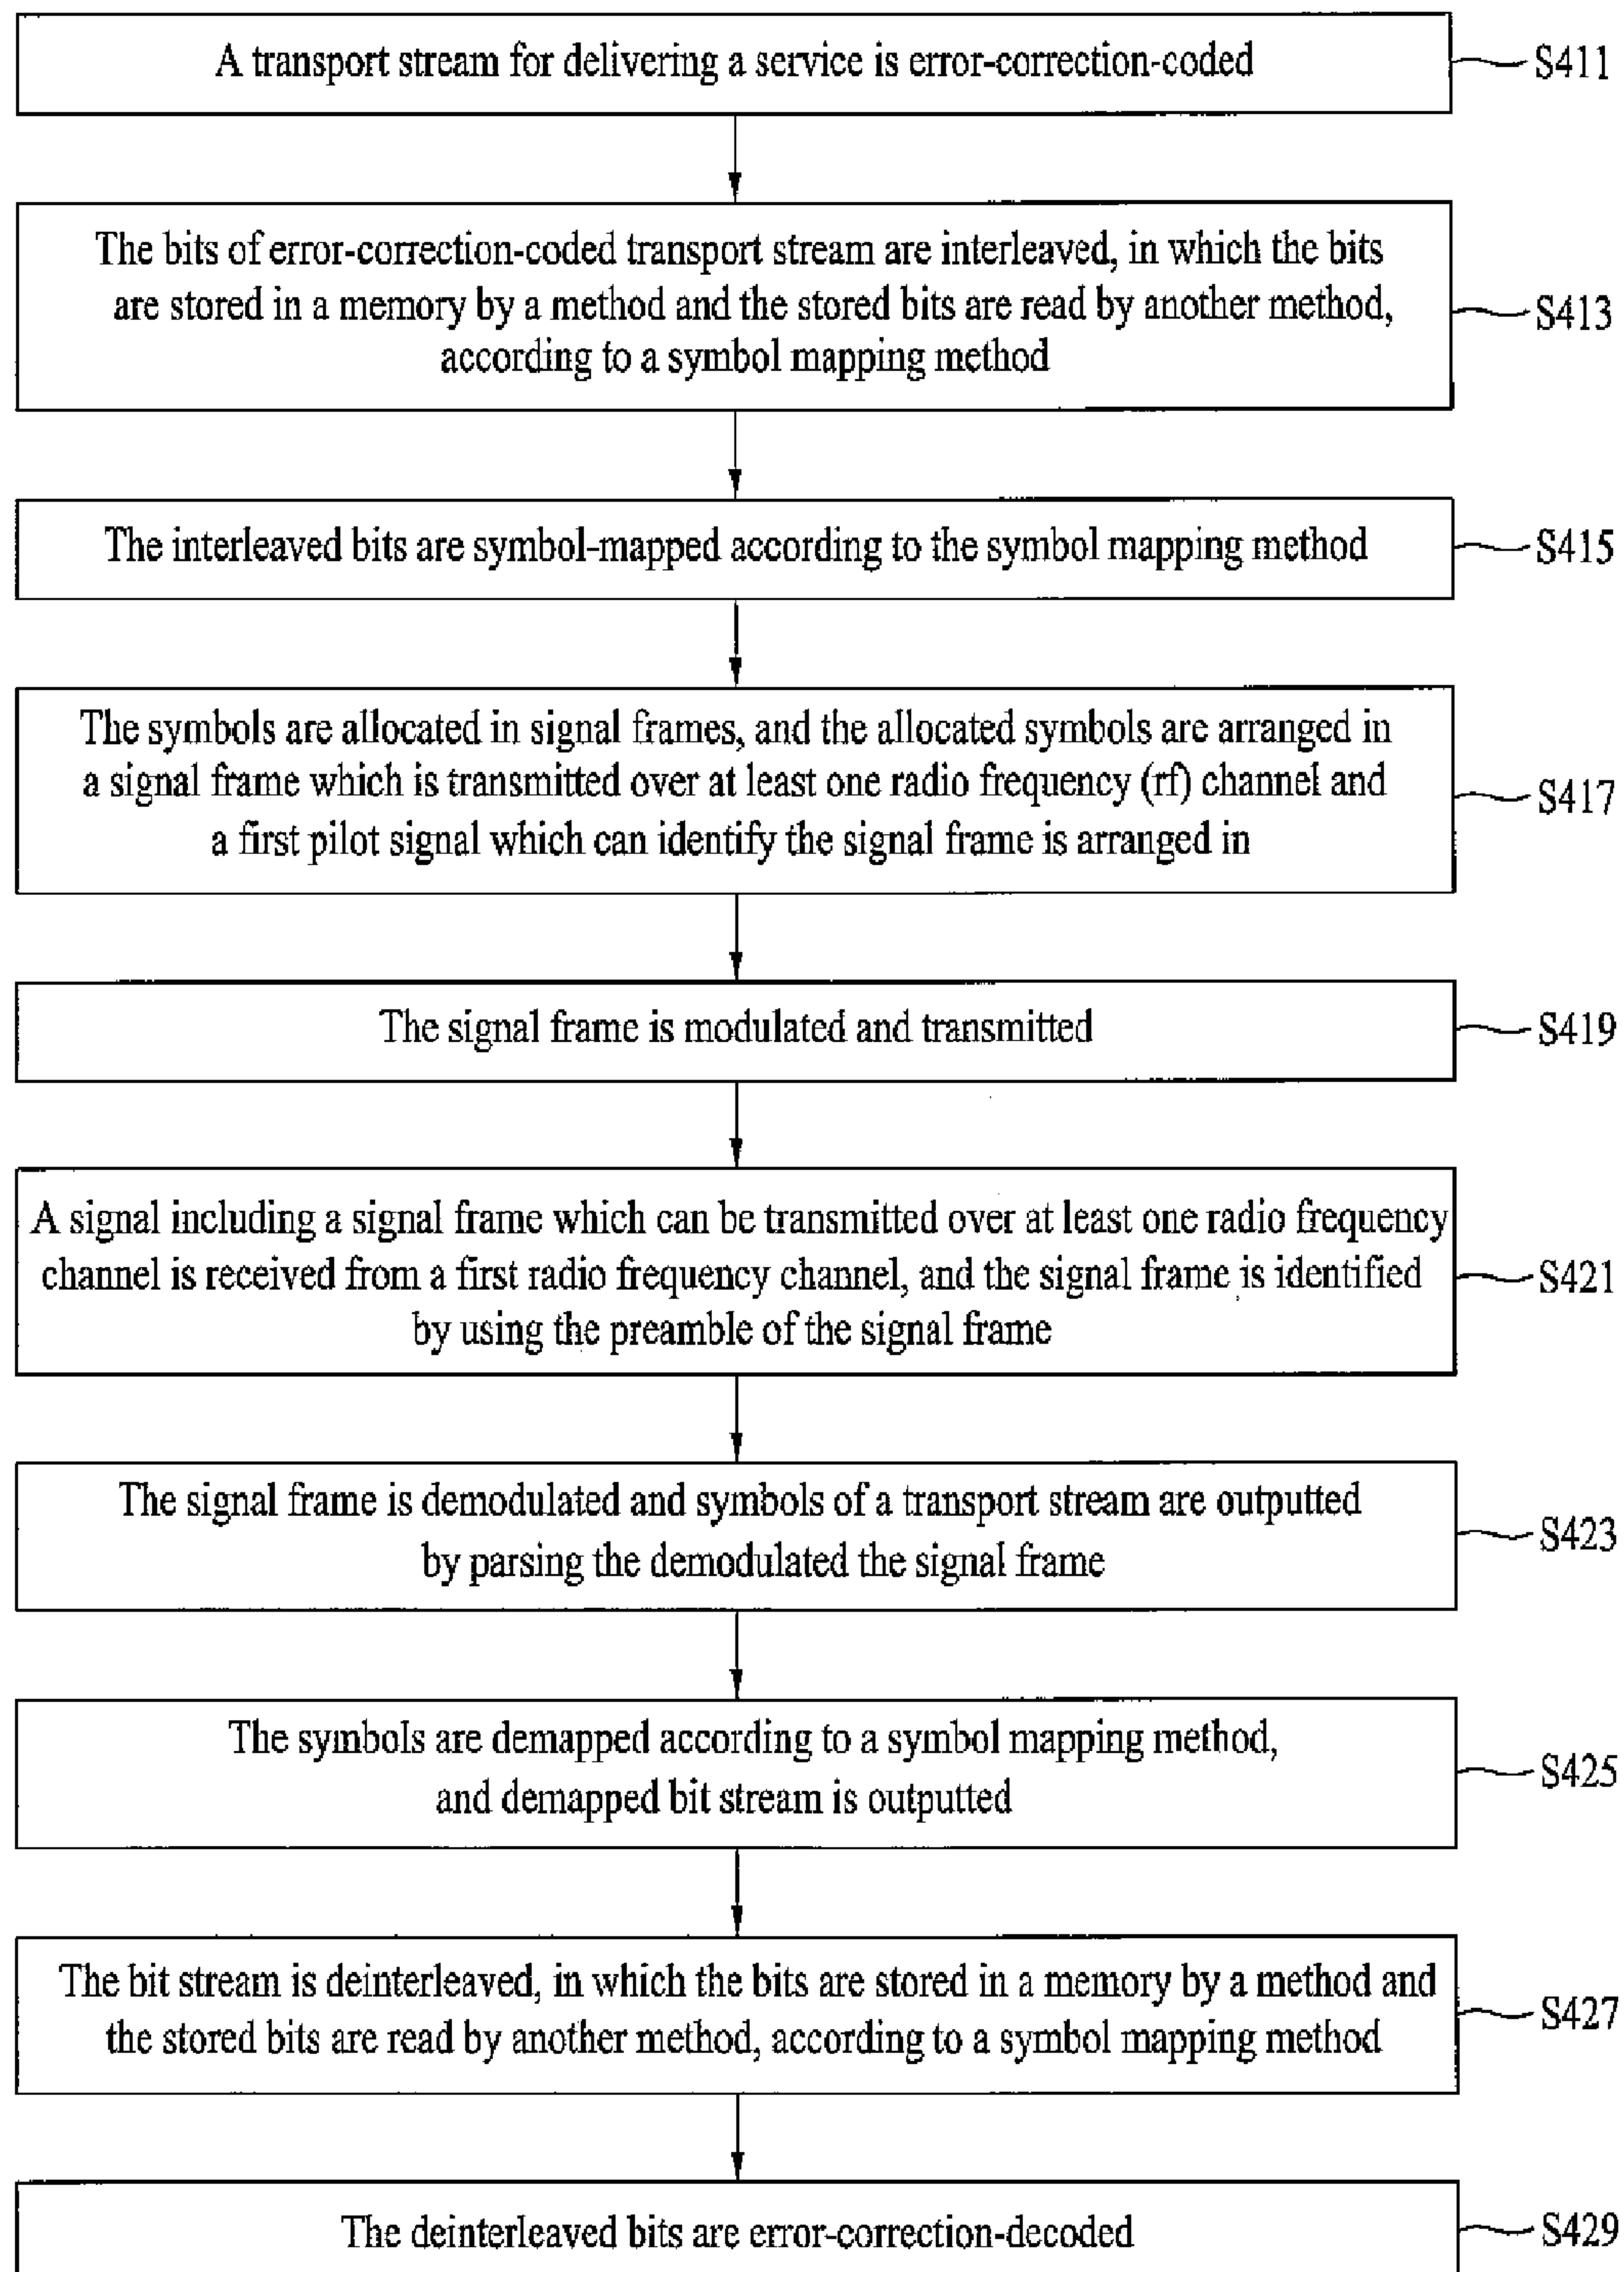 A transport stream for delivering a service is error-correction-coded
S411
The bits of error-correction-coded transport stream are interleaved, in which the bits
are stored in a memory by a method and the stored bits are read by another method,
according to a symbol mapping method
S413
The interleaved bits are symbol-mapped according to the symbol mapping method
S415
The symbols are allocated in signal frames, and the allocated symbols are arranged in
a signal frame which is transmitted over at least one radio frequency (rf) channel and
a first pilot signal which can identify the signal frame is arranged in
S417
The signal frame is modulated and transmitted
S419
A signal including a signal frame which can be transmitted over at least one radio frequency
channel is received from a first radio frequency channel, and the signal frame is identified
by using the preamble of the signal frame
S421
The signal frame is demodulated and symbols of a transport stream are outputted
by parsing the demodulated the signal frame
S423
The symbols are demapped according to a symbol mapping method,
and demapped bit stream is outputted
S425
The bit stream is deinterleaved, in which the bits are stored in a memory by a method and
the stored bits are read by another method, according to a symbol mapping method
S427
The deinterleaved bits are error-correction-decoded
S429